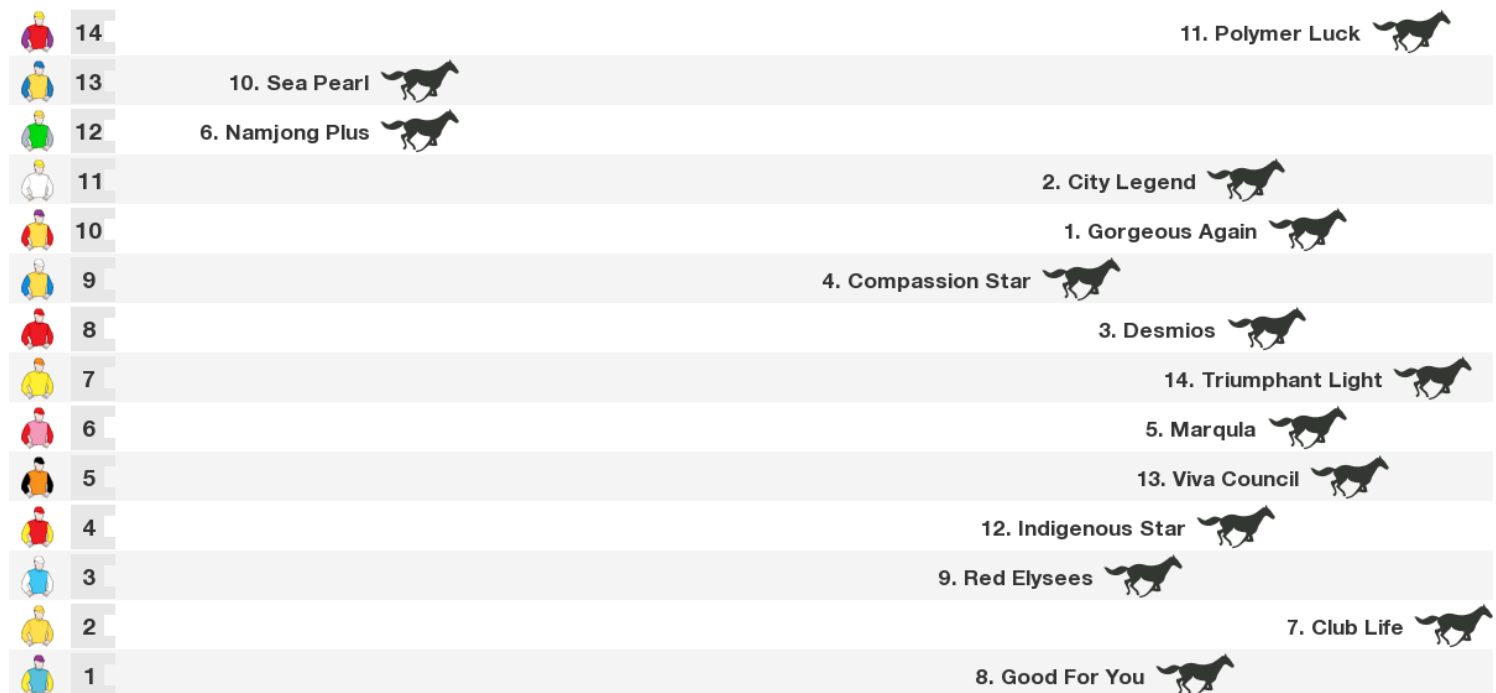 14 11. Polymer Luck
13 10. Sea Pearl
12 6. Namjong Plus
11 2. City Legend
10 1. Gorgeous Again
9 4. Compassion Star
8 3. Desmios
7 14. Triumphant Light
6 5. Marqula
5 13. Viva Council
4 12. Indigenous Star
3 9. Red Elysees
2 7. Club Life
1 8. Good For You